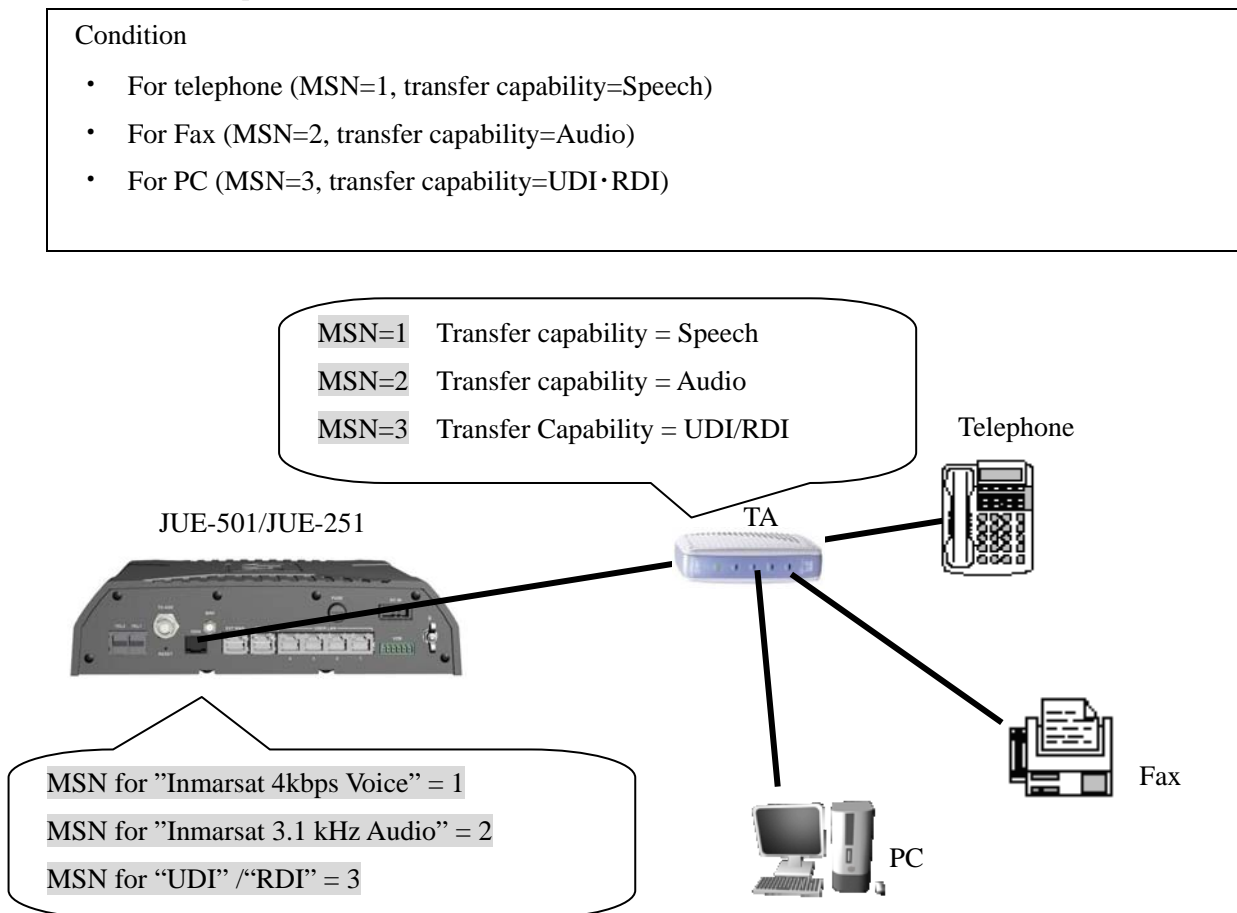 Condition
・ For telephone (MSN=1, transfer capability=Speech)
・ For Fax (MSN=2, transfer capability=Audio)
・ For PC (MSN=3, transfer capability=UDI･RDI)
MSN=1 Transfer capability = Speech
MSN=2 Transfer capability = Audio
MSN=3 Transfer Capability = UDI/RDI
Telephone
JUE-501/JUE-251
TA
MSN for ”Inmarsat 4kbps Voice” = 1
MSN for ”Inmarsat 3.1 kHz Audio” = 2
MSN for “UDI” /“RDI” = 3
Fax
PC